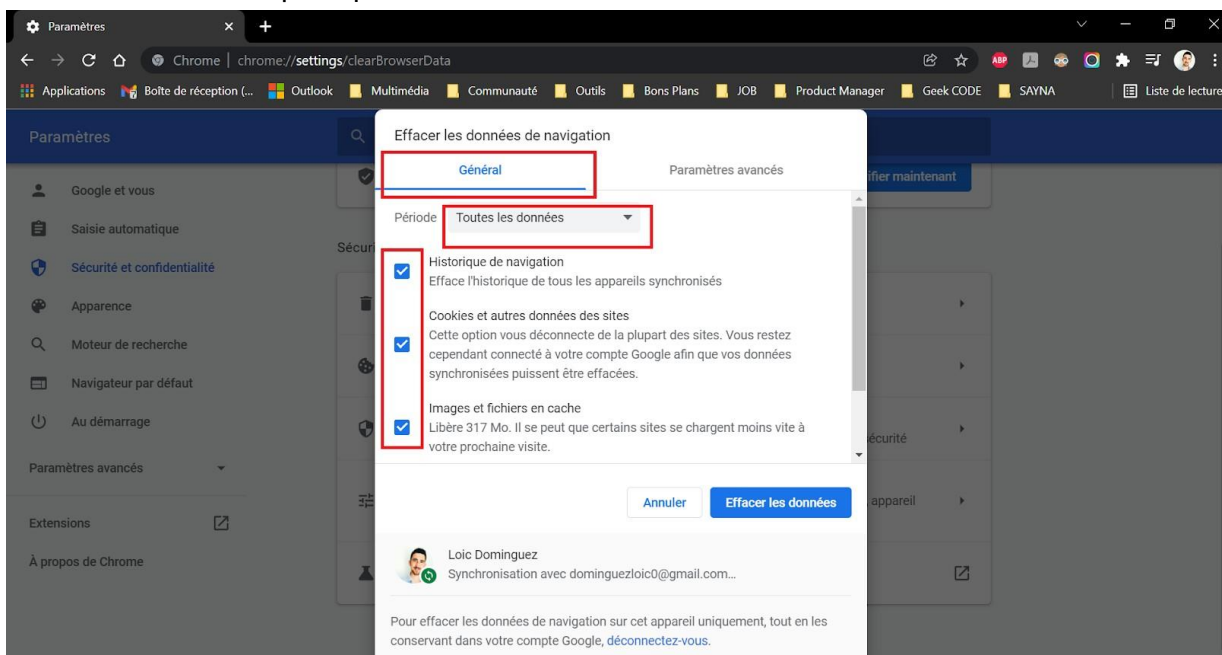 Paramètres
Chrome | chrome://settings/clearBrowserData
ABP
Applications Boîte de réception (... Outlook Multimédia Communauté Outils Bons Plans JOB Product Manager Geek CODE SAYNA Liste de lecture
Paramètres
Effacer les données de navigation
Général Paramètres avancés
ifier maintenant
Google et vous
Période Toutes les données
Saisie automatique
Sécuri
Sécurité et confidentialité
Historique de navigation
Efface l'historique de tous les appareils synchronisés
Apparence
Cookies et autres données des sites
Cette option vous déconnecte de la plupart des sites. Vous restez
cependant connecté à votre compte Google afin que vos données
synchronisées puissent être effacées.
Moteur de recherche
Navigateur par défaut
Au démarrage
Images et fichiers en cache
Libère 317 Mo. Il se peut que certains sites se chargent moins vite à
votre prochaine visite.
écurité
Paramètres avancés
Annuler Effacer les données
appareil
Extensions
À propos de Chrome
Loic Dominguez
Synchronisation avec dominguezloic0@gmail.com...
Pour effacer les données de navigation sur cet appareil uniquement, tout en les
conservant dans votre compte Google, déconnectez-vous.